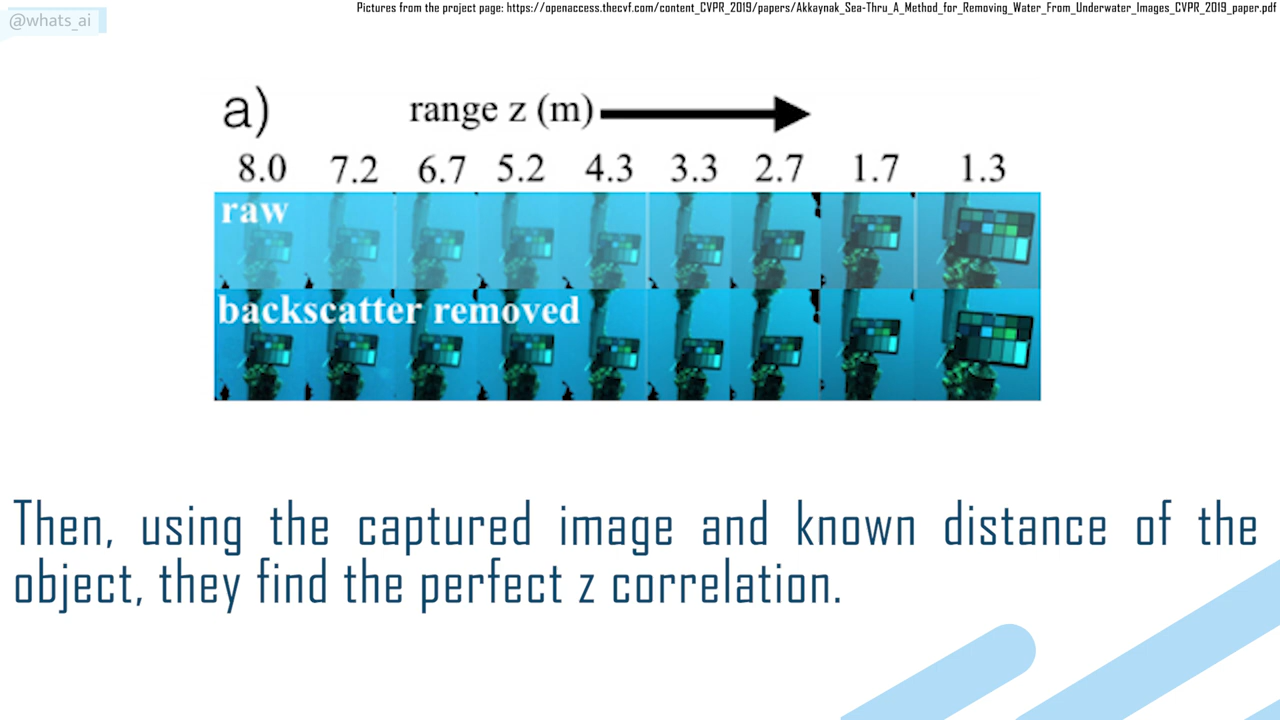 Pictures from the project page: https://openaccess.thecvf.com/content_CVPR_2019/papers/Akkaynak_Sea-Thru_A_Method_for_Removing_Water_From_Underwater_Images_CVPR_2019_paper.pdf
@whats_ai
a) range z (m)
8.0 7.2 6.7 5.2 4.3 3.3 2.7 1.7 1.3
raw
backscatter removed
Then, using the captured image and known distance of the
object, they find the perfect z correlation.